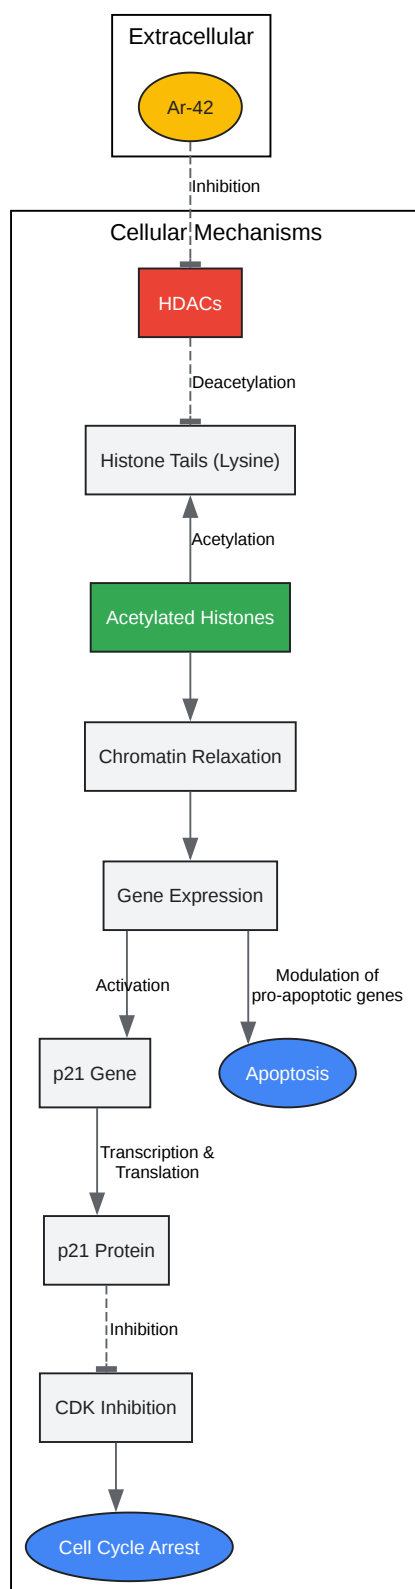 Extracellular
Ar-42
Inhibition
Cellular Mechanisms
HDACs
Deacetylation
Histone Tails (Lysine)
Acetylation
Acetylated Histones
Chromatin Relaxation
Gene Expression
Activation
Modulation of
pro-apoptotic genes
p21 Gene
Apoptosis
Transcription &
Translation
p21 Protein
Inhibition
CDK Inhibition
Cell Cycle Arrest